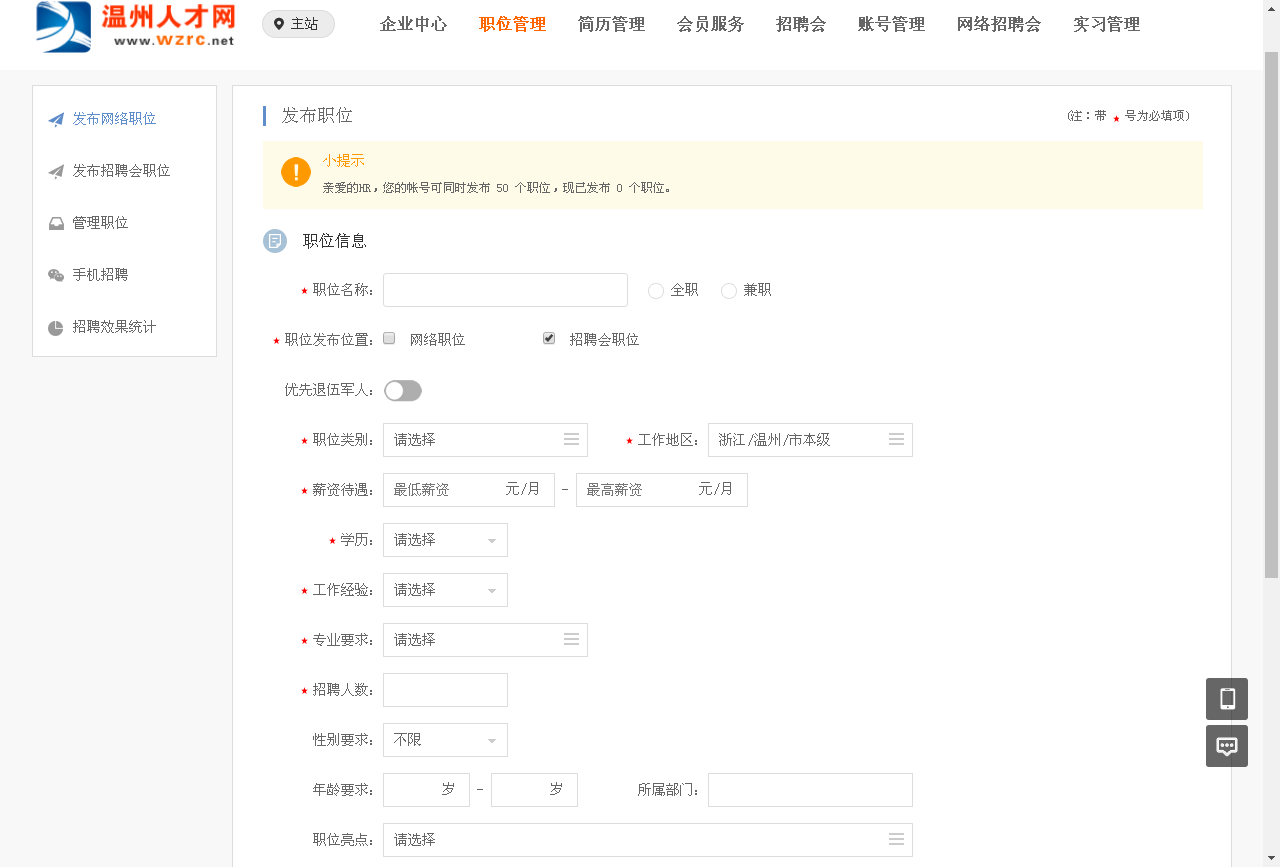 温州人才网
www.wzrc.net
主站
企业中心 职位管理 简历管理 会员服务 招聘会 账号管理 网络招聘会 实习管理
发布网络职位
发布招聘会职位
管理职位
手机招聘
招聘效果统计
发布职位 (注：带 ★ 号为必填项)
小提示
亲爱的HR，您的帐号可同时发布 50 个职位，现已发布 0 个职位。
职位信息
★ 职位名称： 全职 兼职
★ 职位发布位置： 网络职位 招聘会职位
优先退伍军人：
★ 职位类别： 请选择 ★ 工作地区： 浙江/温州/市本级
★ 薪资待遇： 最低薪资 元/月 - 最高薪资 元/月
★ 学历： 请选择
★ 工作经验： 请选择
★ 专业要求： 请选择
★ 招聘人数：
性别要求： 不限
年龄要求： 岁 - 岁 所属部门：
职位亮点： 请选择